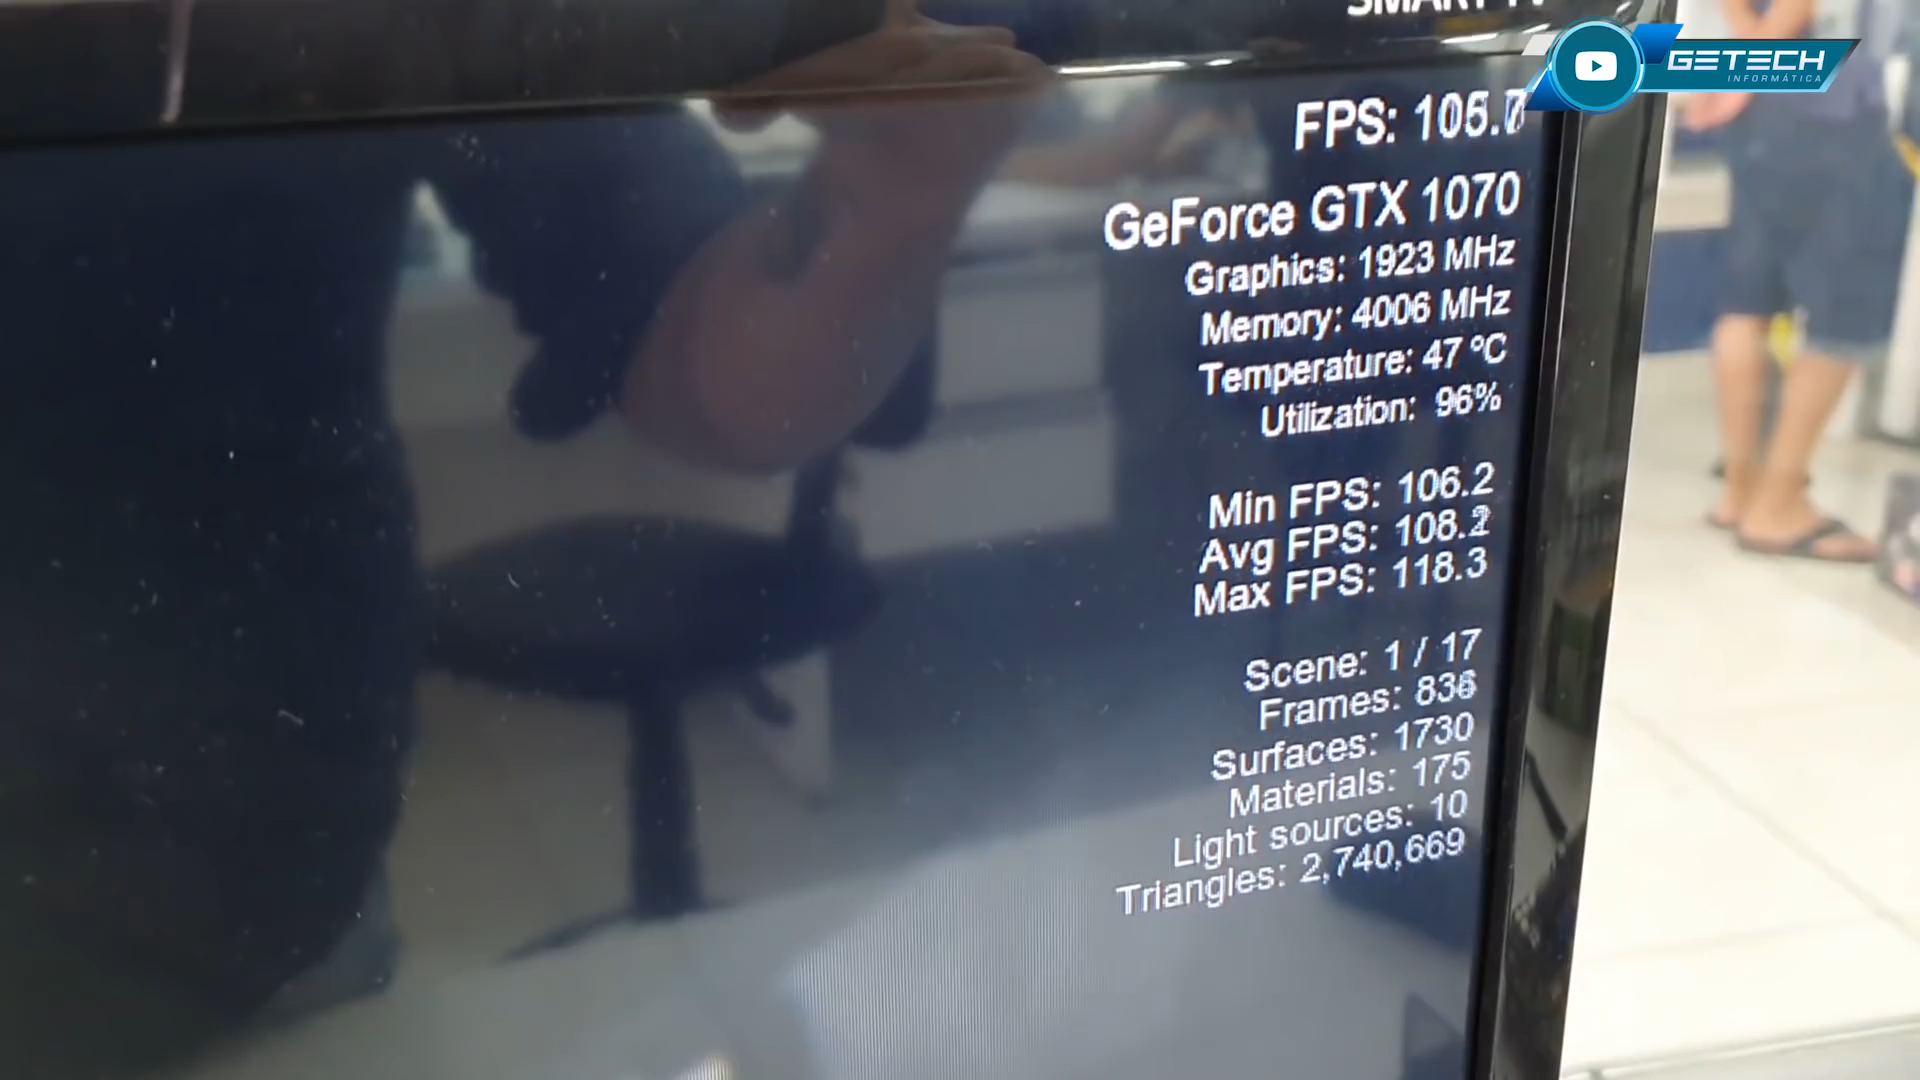 SMART TV
GETECH
INFORMÁTICA
FPS: 105.7
GeForce GTX 1070
Graphics: 1923 MHz
Memory: 4006 MHz
Temperature: 47 °C
Utilization: 96%
Min FPS: 106.2
Avg FPS: 108.2
Max FPS: 118.3
Scene: 1 / 17
Frames: 836
Surfaces: 1730
Materials: 175
Light sources: 10
Triangles: 2,740,669